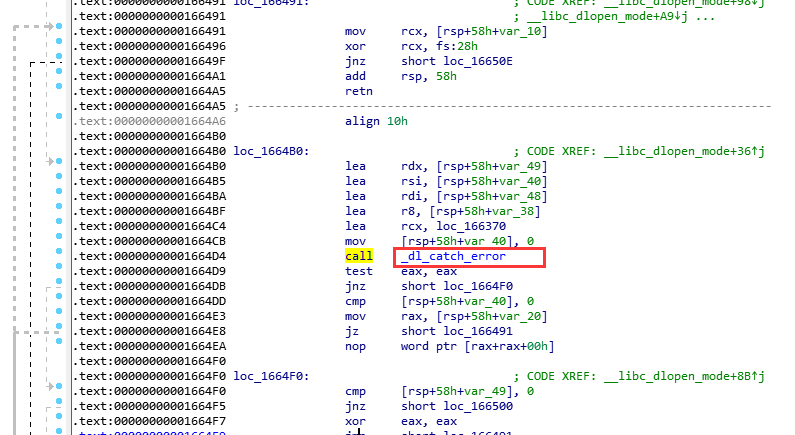 .text:0000000000166491 loc_166491: ; CODE XREF: __libc_dlopen_mode+98↓j
.text:0000000000166491 ; __libc_dlopen_mode+A9↓j ...
.text:0000000000166491 mov rcx, [rsp+58h+var_10]
.text:0000000000166496 xor rcx, fs:28h
.text:000000000016649F jnz short loc_16650E
.text:00000000001664A1 add rsp, 58h
.text:00000000001664A5 retn
.text:00000000001664A5 ; ---------------------------------------------------------------------------
.text:00000000001664A6 align 10h
.text:00000000001664B0
.text:00000000001664B0 loc_1664B0: ; CODE XREF: __libc_dlopen_mode+36↑j
.text:00000000001664B0 lea rdx, [rsp+58h+var_49]
.text:00000000001664B5 lea rsi, [rsp+58h+var_40]
.text:00000000001664BA lea rdi, [rsp+58h+var_48]
.text:00000000001664BF lea r8, [rsp+58h+var_38]
.text:00000000001664C4 lea rcx, loc_166370
.text:00000000001664CB mov [rsp+58h+var_40], 0
.text:00000000001664D4 call _dl_catch_error
.text:00000000001664D9 test eax, eax
.text:00000000001664DB jnz short loc_1664F0
.text:00000000001664DD cmp [rsp+58h+var_40], 0
.text:00000000001664E3 mov rax, [rsp+58h+var_20]
.text:00000000001664E8 jz short loc_166491
.text:00000000001664EA nop word ptr [rax+rax+00h]
.text:00000000001664F0
.text:00000000001664F0 loc_1664F0: ; CODE XREF: __libc_dlopen_mode+8B↑j
.text:00000000001664F0 cmp [rsp+58h+var_49], 0
.text:00000000001664F5 jnz short loc_166500
.text:00000000001664F7 xor eax, eax